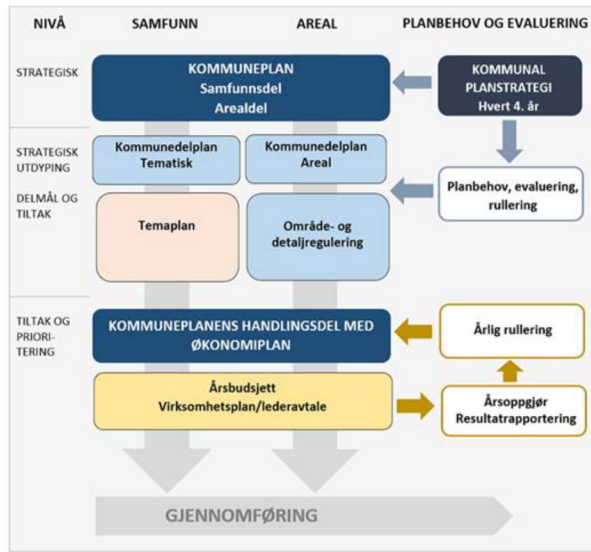 NIVÅ
SAMFUNN
AREAL
PLANBEHOV OG EVALUERING
STRATEGISK
KOMMUNEPLAN
Samfunnsdel
Arealdel
KOMMUNAL
PLANSTRATEGI
Hvert 4. år
STRATEGISK
UTDYPING
Kommunedelplan
Tematisk
Kommunedelplan
Areal
Planbehov, evaluering,
rullering
DELMÅL OG
TILTAK
Temaplan
Område- og
detaljregulering
TILTAK OG
PRIORI-
TERING
KOMMUNEPLANENS HANDLINGSDEL MED
ØKONOMIPLAN
Årlig rullering
Årsbudsjett
Virksomhetsplan/lederavtale
Årsoppgjør
Resultatrapportering
GJENNOMFØRING